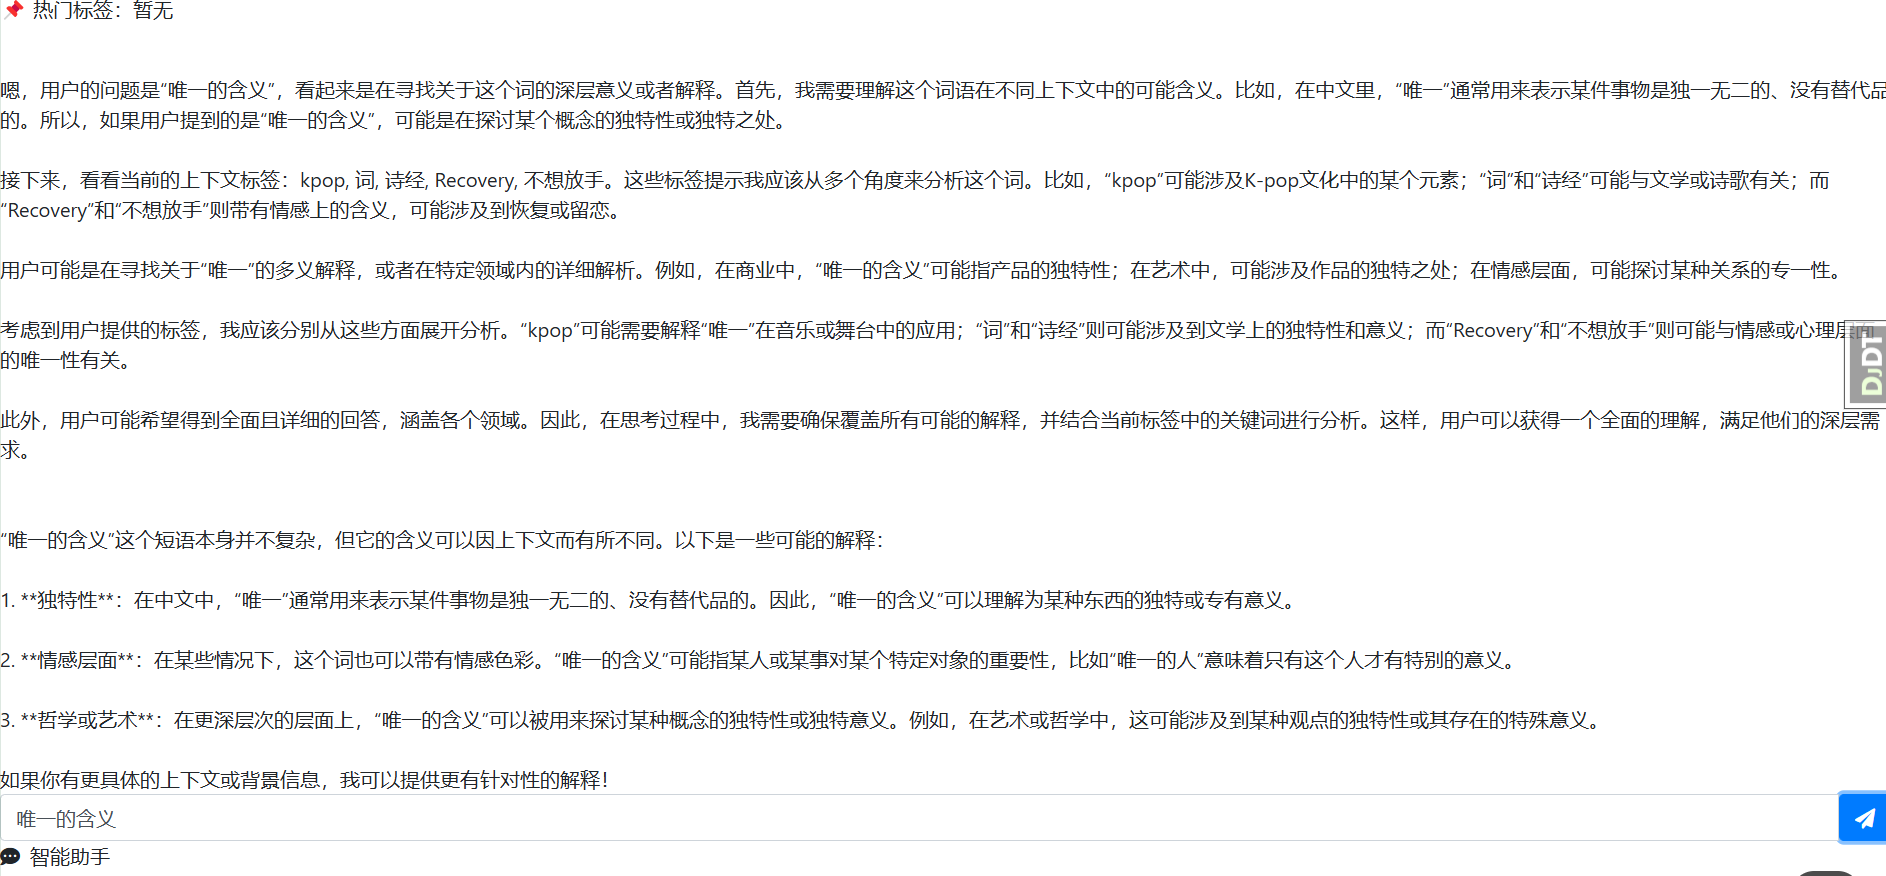 📌 热门标签：暂无
嗯，用户的问题是“唯一的含义”，看起来是在寻找关于这个词的深层意义或者解释。首先，我需要理解这个词语在不同上下文中的可能含义。比如，在中文里，“唯一”通常用来表示某件事物是独一无二的、没有替代品
的。所以，如果用户提到的是“唯一的含义”，可能是在探讨某个概念的独特性或独特之处。
接下来，看看当前的上下文标签：kpop, 词, 诗经, Recovery, 不想放手。这些标签提示我应该从多个角度来分析这个词。比如，“kpop”可能涉及K-pop文化中的某个元素；“词”和“诗经”可能与文学或诗歌有关；而
“Recovery”和“不想放手”则带有情感上的含义，可能涉及到恢复或留恋。
用户可能是在寻找关于“唯一”的多义解释，或者在特定领域内的详细解析。例如，在商业中，“唯一的含义”可能指产品的独特性；在艺术中，可能涉及作品的独特之处；在情感层面，可能探讨某种关系的专一性。
考虑到用户提供的标签，我应该分别从这些方面展开分析。“kpop”可能需要解释“唯一”在音乐或舞台中的应用；“词”和“诗经”则可能涉及到文学上的独特性和意义；而“Recovery”和“不想放手”则可能与情感或心理层面
的唯一性有关。
DJDT
此外，用户可能希望得到全面且详细的回答，涵盖各个领域。因此，在思考过程中，我需要确保覆盖所有可能的解释，并结合当前标签中的关键词进行分析。这样，用户可以获得一个全面的理解，满足他们的深层需
求。
“唯一的含义”这个短语本身并不复杂，但它的含义可以因上下文而有所不同。以下是一些可能的解释：
1. **独特性**：在中文中，“唯一”通常用来表示某件事物是独一无二的、没有替代品的。因此，“唯一的含义”可以理解为某种东西的独特或专有意义。
2. **情感层面**：在某些情况下，这个词也可以带有情感色彩。“唯一的含义”可能指某人或某事对某个特定对象的重要性，比如“唯一的人”意味着只有这个人才有特别的意义。
3. **哲学或艺术**：在更深层次的层面上，“唯一的含义”可以被用来探讨某种概念的独特性或独特意义。例如，在艺术或哲学中，这可能涉及到某种观点的独特性或其存在的特殊意义。
如果你有更具体的上下文或背景信息，我可以提供更有针对性的解释！
唯一的含义
智能助手